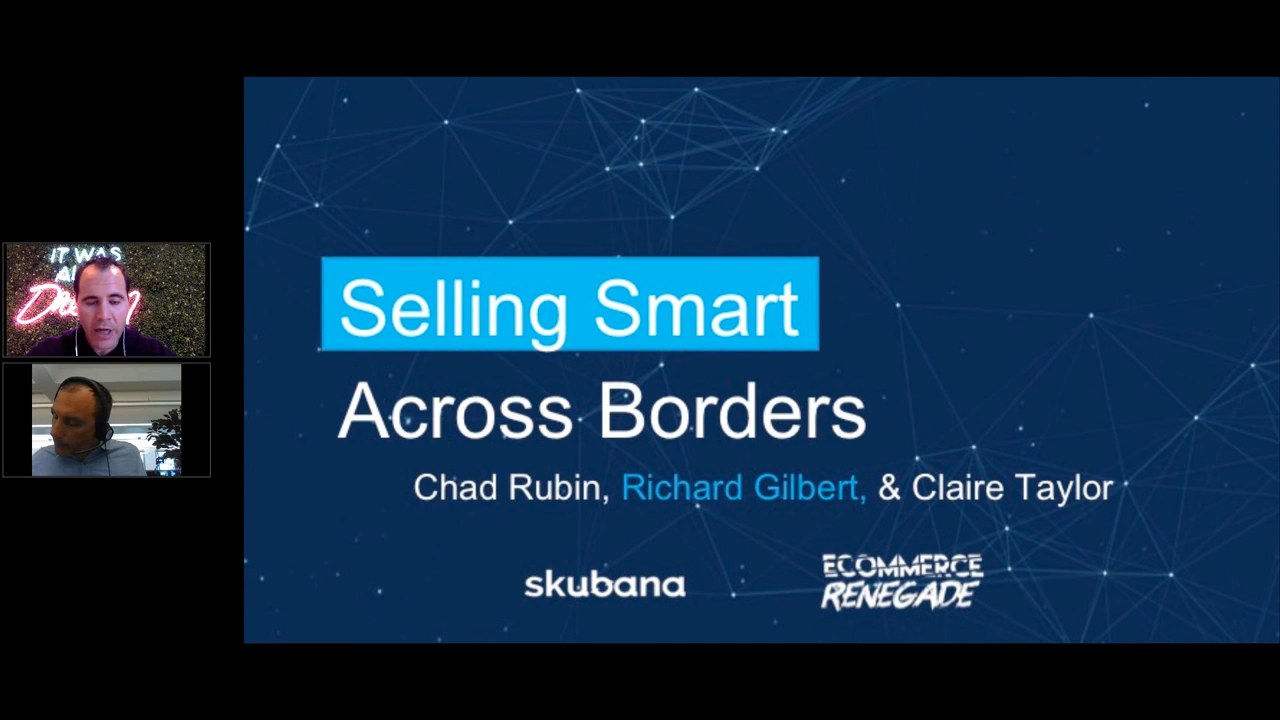 IT WAS
Selling Smart
Across Borders
Chad Rubin, Richard Gilbert, & Claire Taylor
skubana
ECOMMERCE
RENEGADE